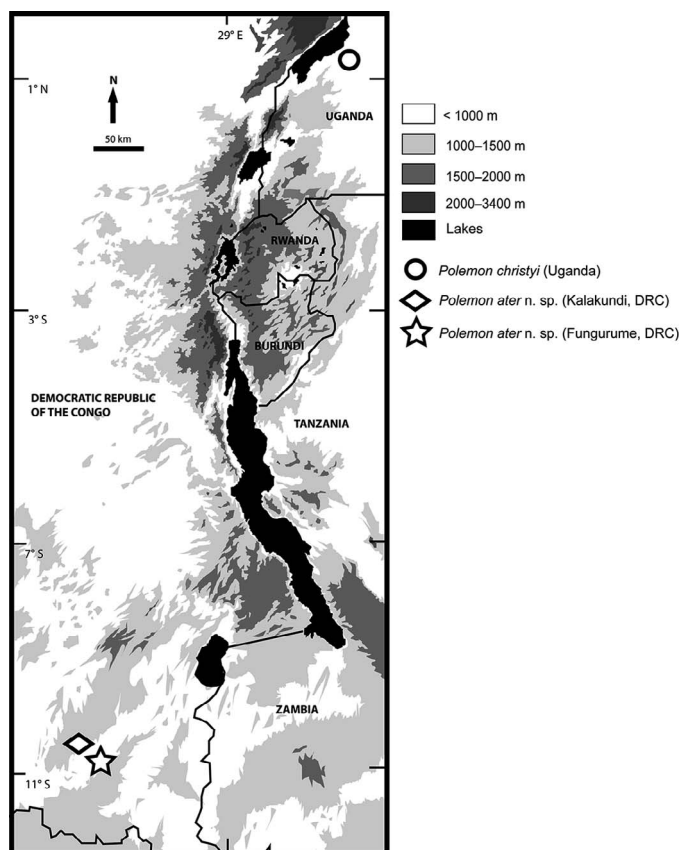 29° E
1° N
N
50 km
UGANDA
RWANDA
3° S
BURUNDI
DEMOCRATIC REPUBLIC
OF THE CONGO
TANZANIA
7° S
ZAMBIA
11° S
< 1000 m
1000–1500 m
1500–2000 m
2000–3400 m
Lakes
Polemon christyi (Uganda)
Polemon ater n. sp. (Kalakundi, DRC)
Polemon ater n. sp. (Fungurume, DRC)